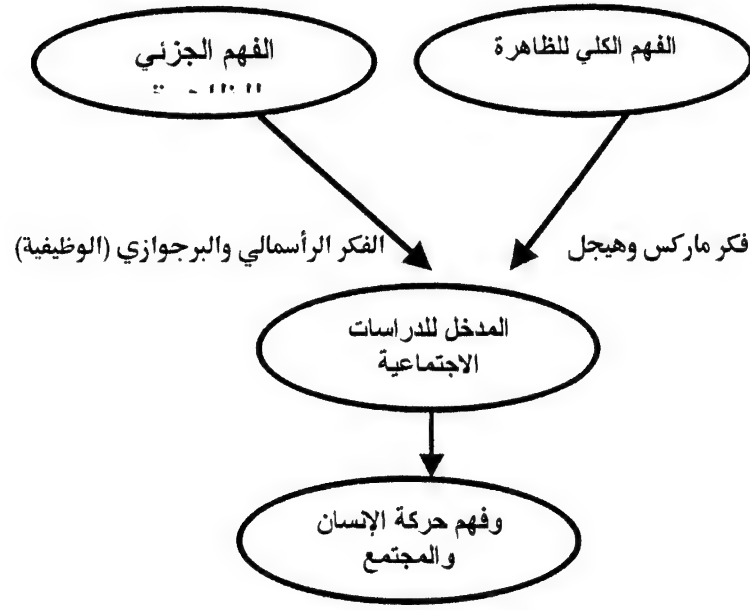 الفهم الكلي للظاهرة
الفهم الجزئي
فكر ماركس وهيجل
الفكر الرأسمالي والبرجوازي (الوظيفية)
المدخل للدراسات
الاجتماعية
وفهم حركة الإنسان
والمجتمع